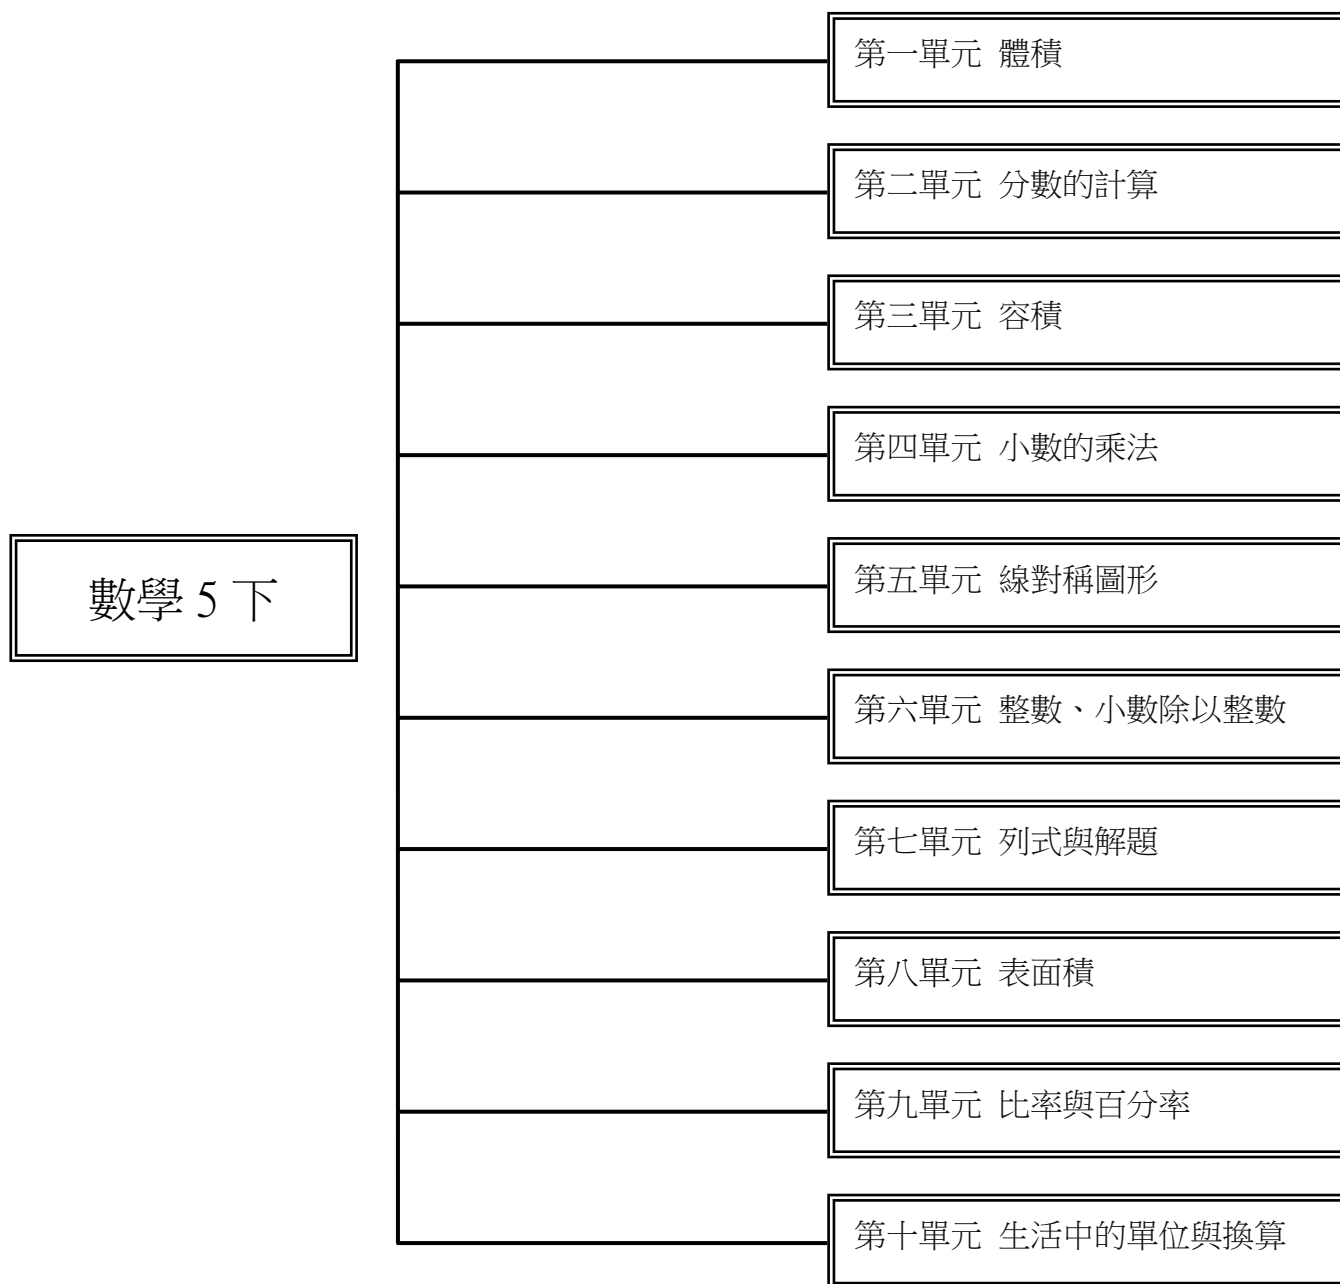 第一單元 體積
第二單元 分數的計算
第三單元 容積
第四單元 小數的乘法
數學 5 下
第五單元 線對稱圖形
第六單元 整數、小數除以整數
第七單元 列式與解題
第八單元 表面積
第九單元 比率與百分率
第十單元 生活中的單位與換算